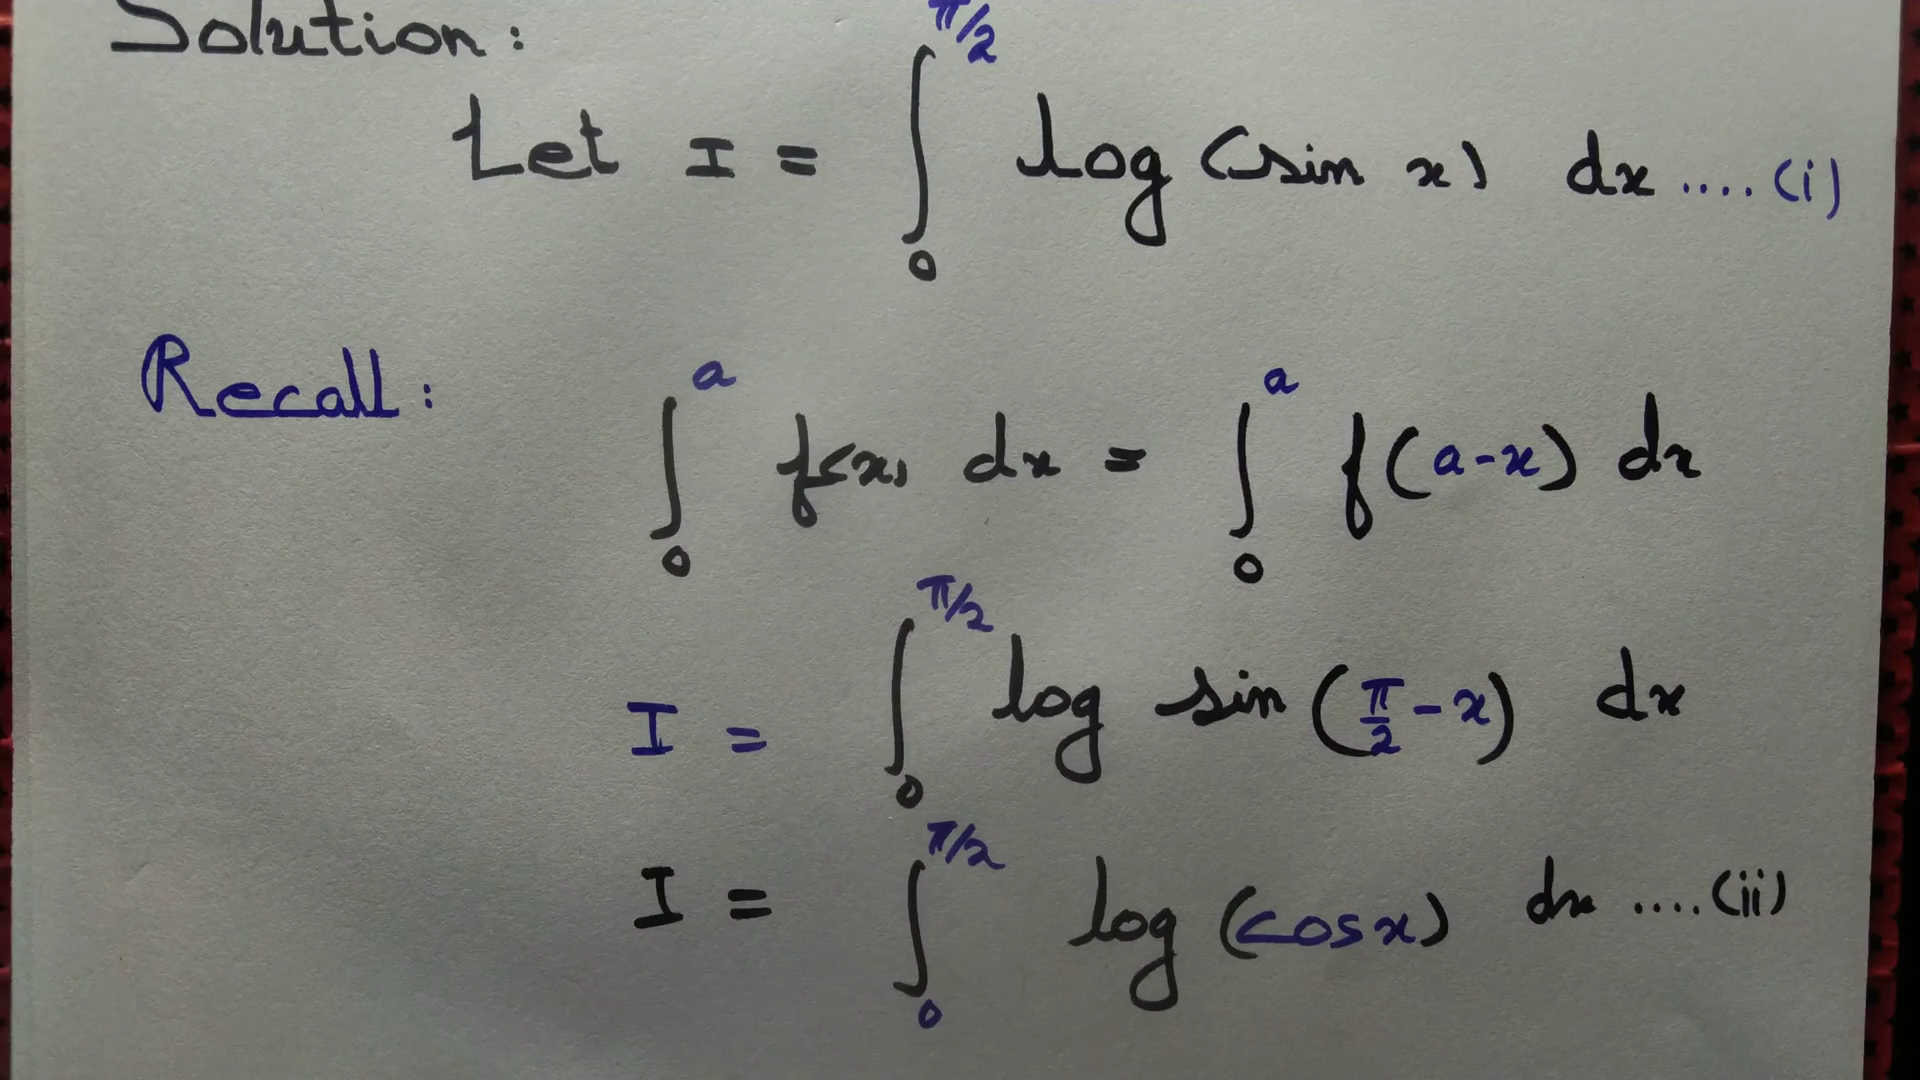 Solution:
Let I = ∫₀^π/2 log (sin x) dx .... (i)
Recall: ∫₀^a f(x) dx = ∫₀^a f(a-x) dx
I = ∫₀^π/2 log sin (π/2 - x) dx
I = ∫₀^π/2 log (cosx) dx ....(ii)